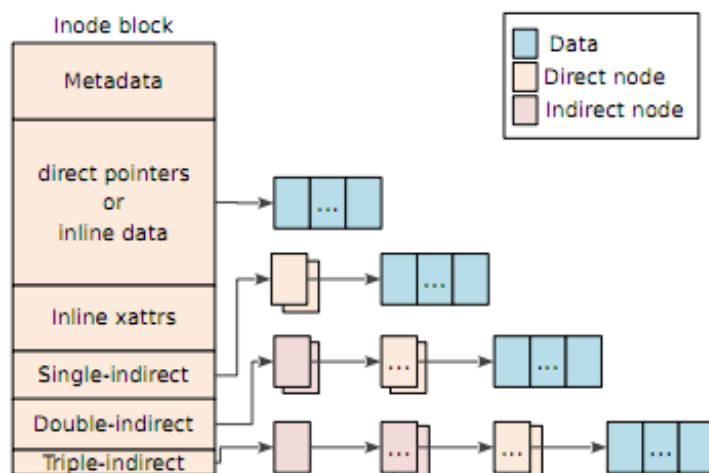 Inode block
Metadata
direct pointers
or
inline data
Inline xattrs
Single-indirect
Double-indirect
Triple-indirect
Data
Direct node
Indirect node
...
...
...
...
...
...
...